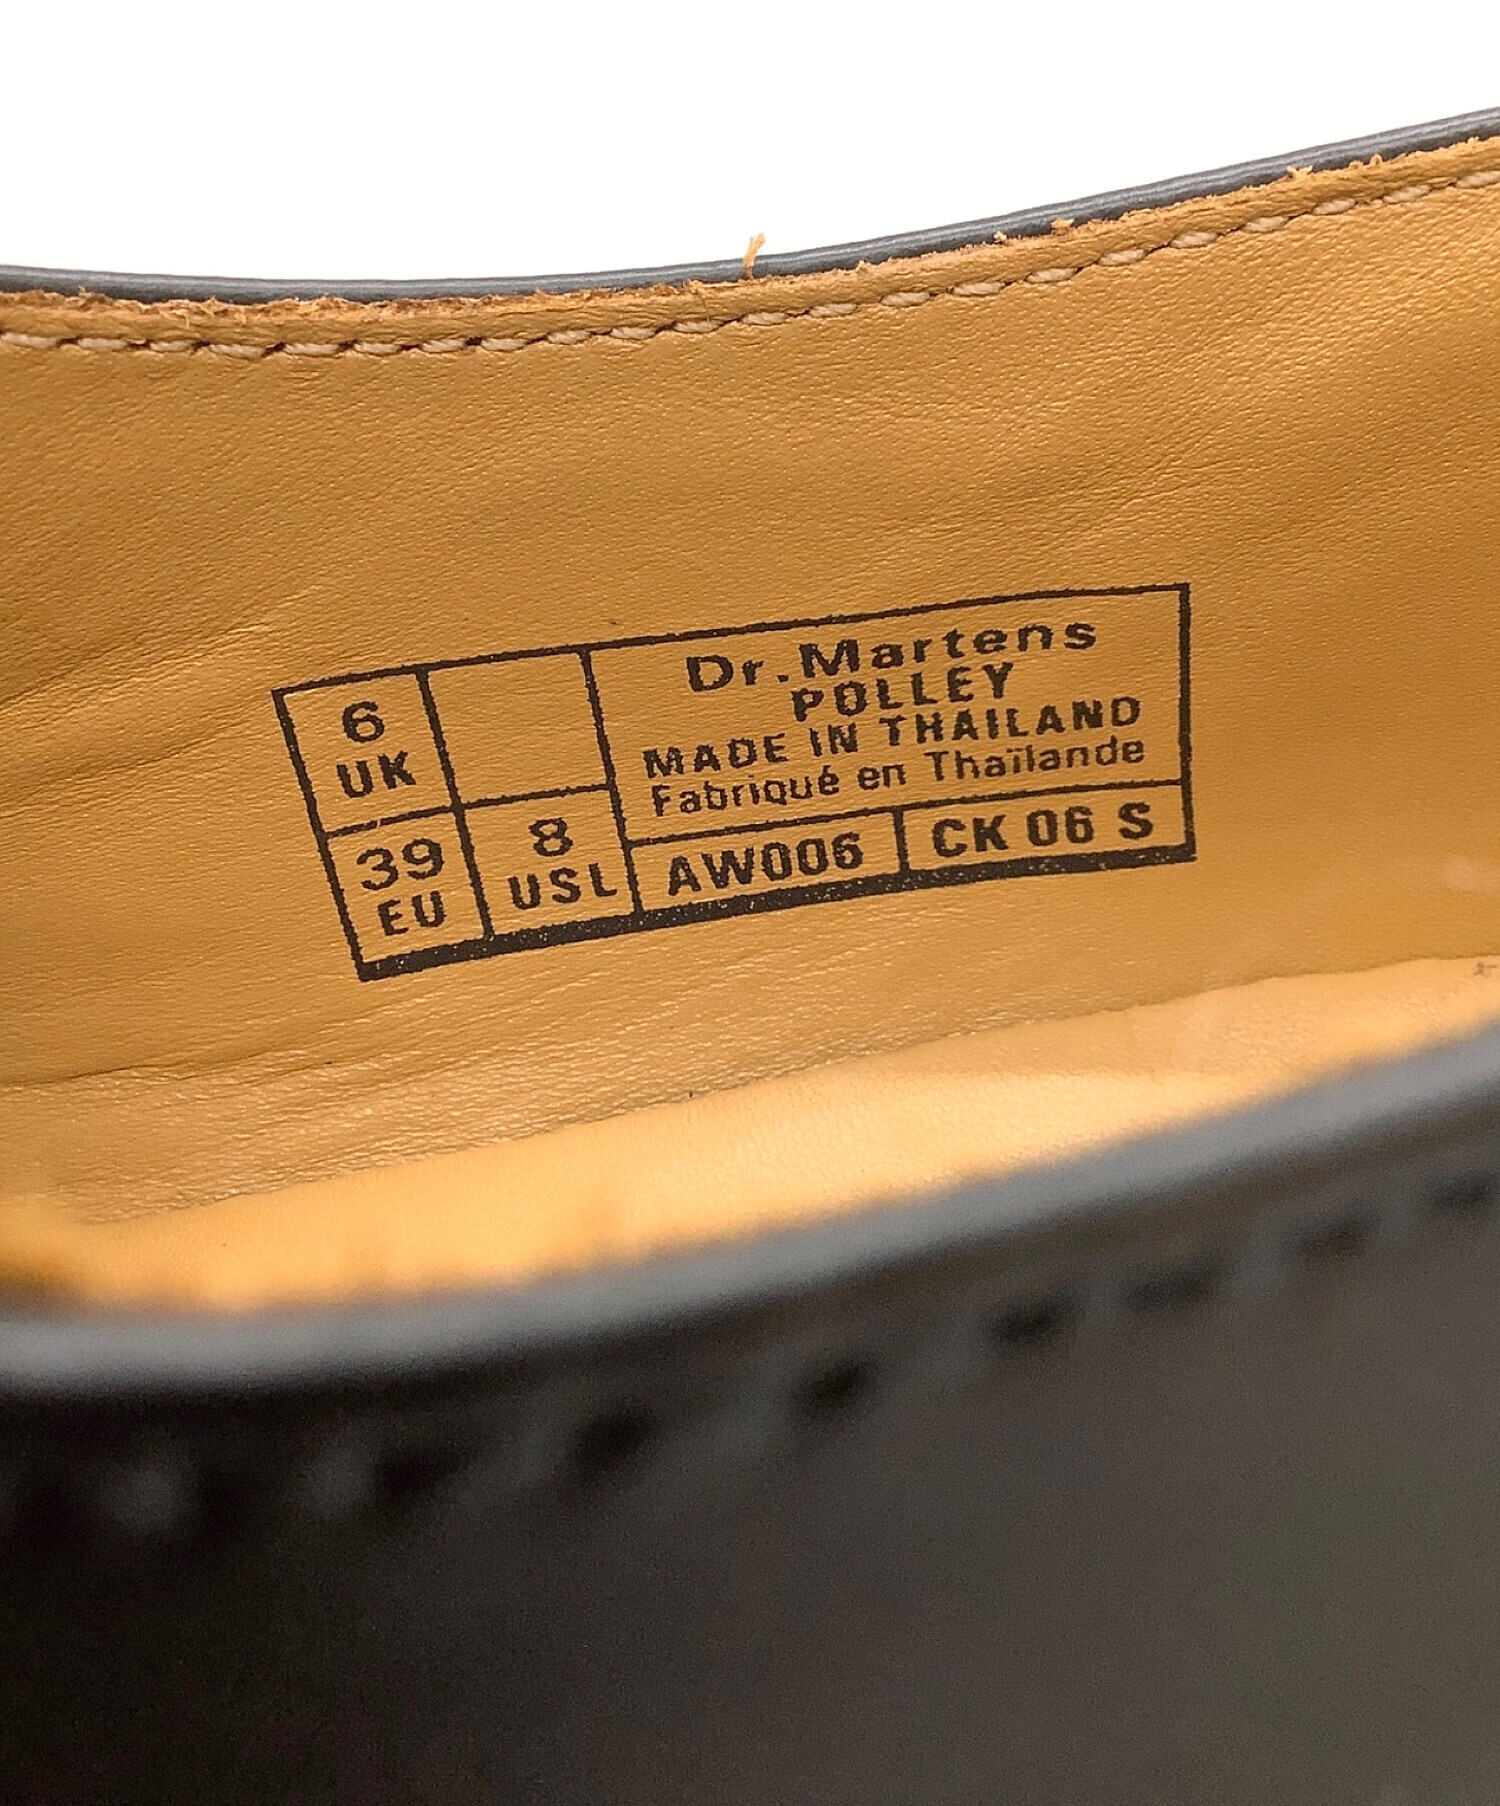 6
UK
39
EU
8
USL
Dr.Martens
POLLEY
MADE IN THAILAND
Fabriqué en Thaïlande
AW006
CK 06 S